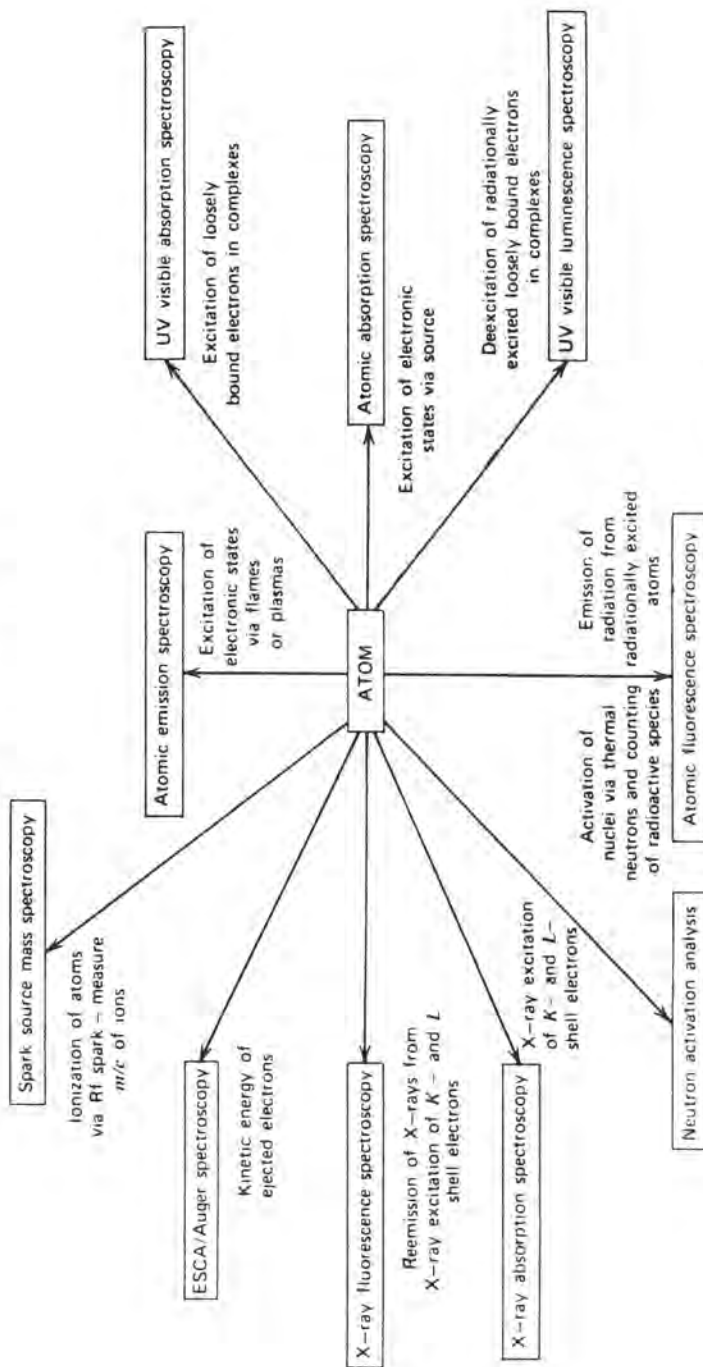 Spark source mass spectroscopy
Ionization of atoms
via Rf spark – measure
m/c of ions
Atomic emission spectroscopy
Excitation of
electronic states
via flames
or plasmas
UV visible absorption spectroscopy
Excitation of loosely
bound electrons in complexes
ESCA/Auger spectroscopy
Kinetic energy of
ejected electrons
X-ray fluorescence spectroscopy
Reemission of X-rays from
X-ray excitation of K – and L
shell electrons
ATOM
Atomic absorption spectroscopy
Excitation of electronic
states via source
X-ray absorption spectroscopy
X-ray excitation
of K – and L–
shell electrons
Deexcitation of radiationally
excited loosely bound electrons
in complexes
UV visible luminescence spectroscopy
Activation of
nuclei via thermal
neutrons and counting
of radioactive species
Neutron activation analysis
Emission of
radiation from
radiationally excited
atoms
Atomic fluorescence spectroscopy